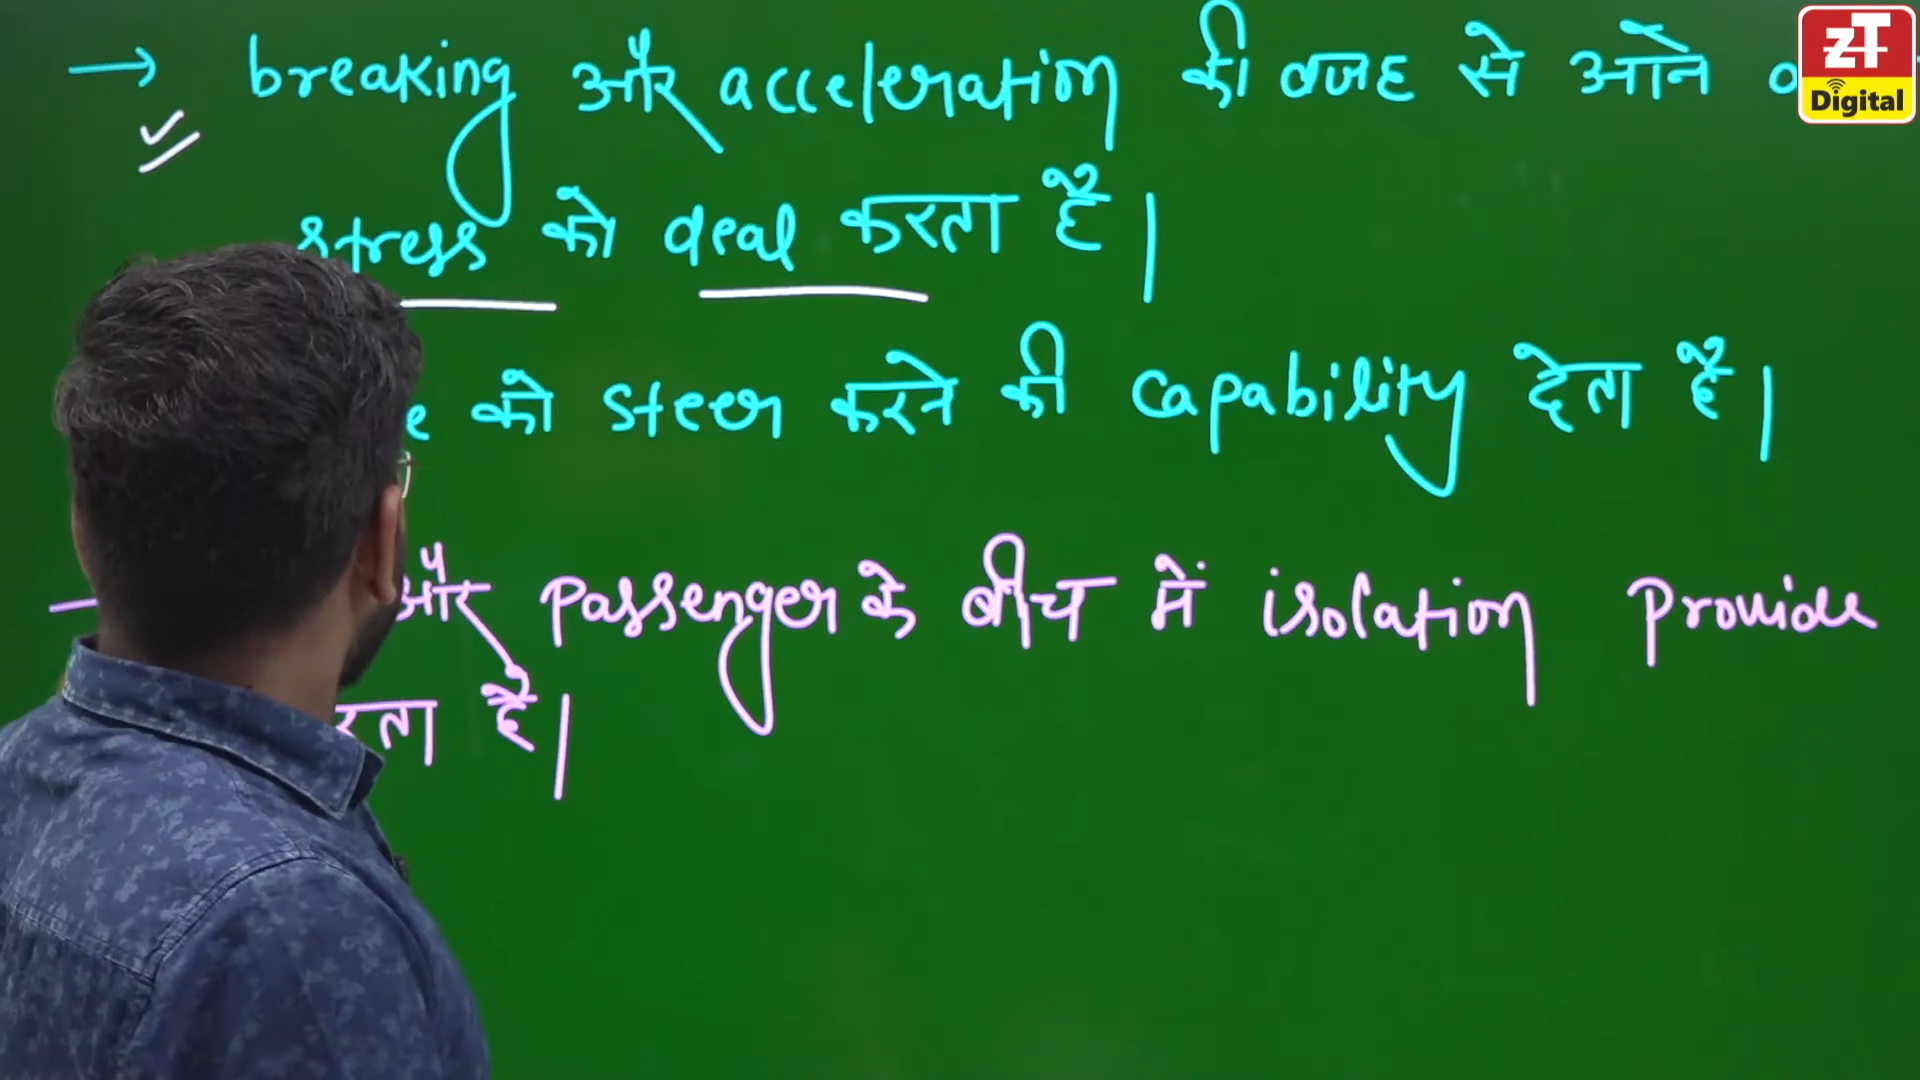 → breaking और acceleration की वजह से आने
stress को deal करता है।
को steer करने की capability देता है।
और passenger के बीच में isolation provide
है।
ZT
Digital